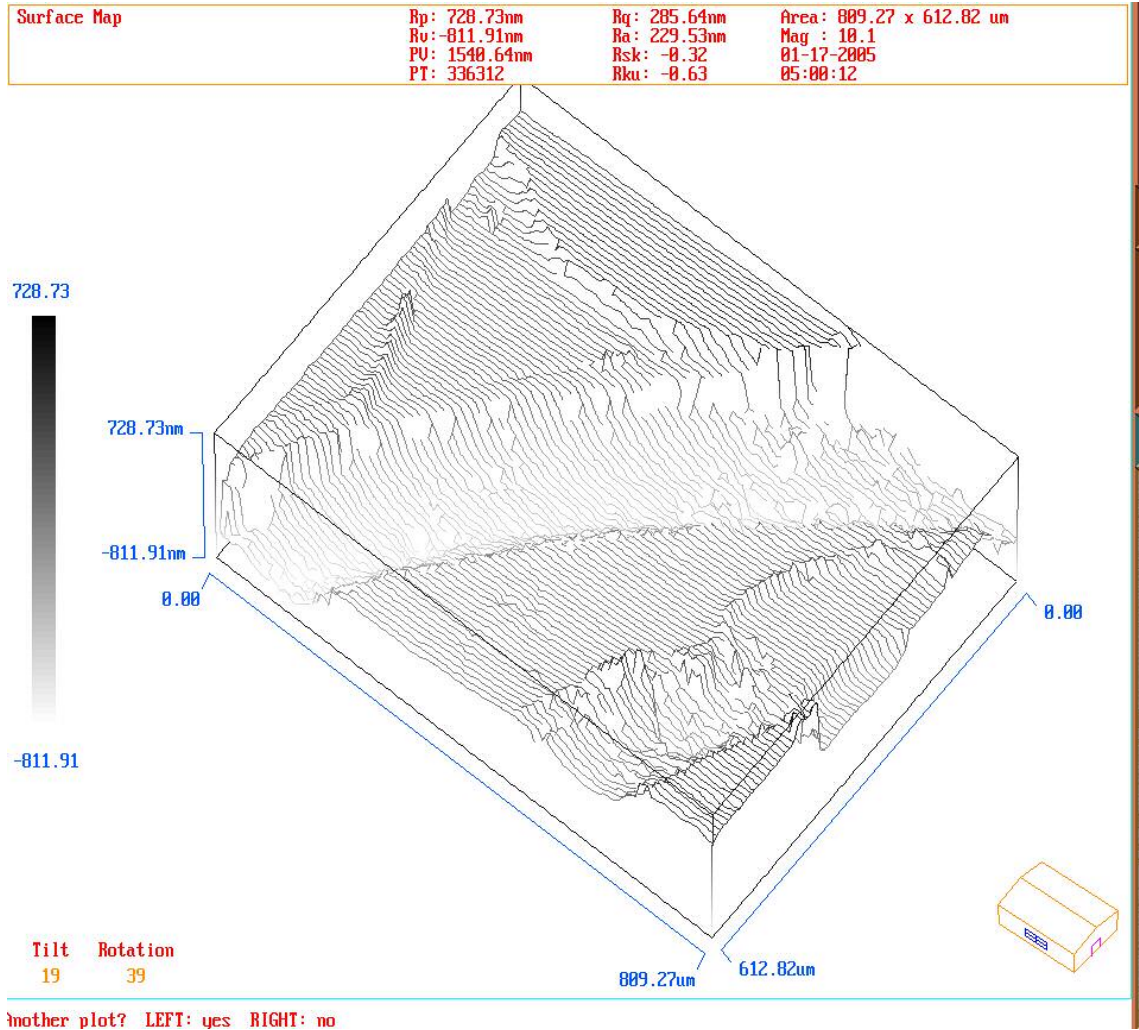 Surface Map
Rp: 728.73nm
Rv:-811.91nm
PV: 1540.64nm
PT: 336312
Rq: 285.64nm
Ra: 229.53nm
Rsk: -0.32
Rku: -0.63
Area: 809.27 x 612.82 um
Mag : 10.1
01-17-2005
05:00:12
728.73
728.73nm
-811.91nm
0.00
0.00
-811.91
809.27um
612.82um
Tilt Rotation
19 39
Another plot? LEFT: yes RIGHT: no